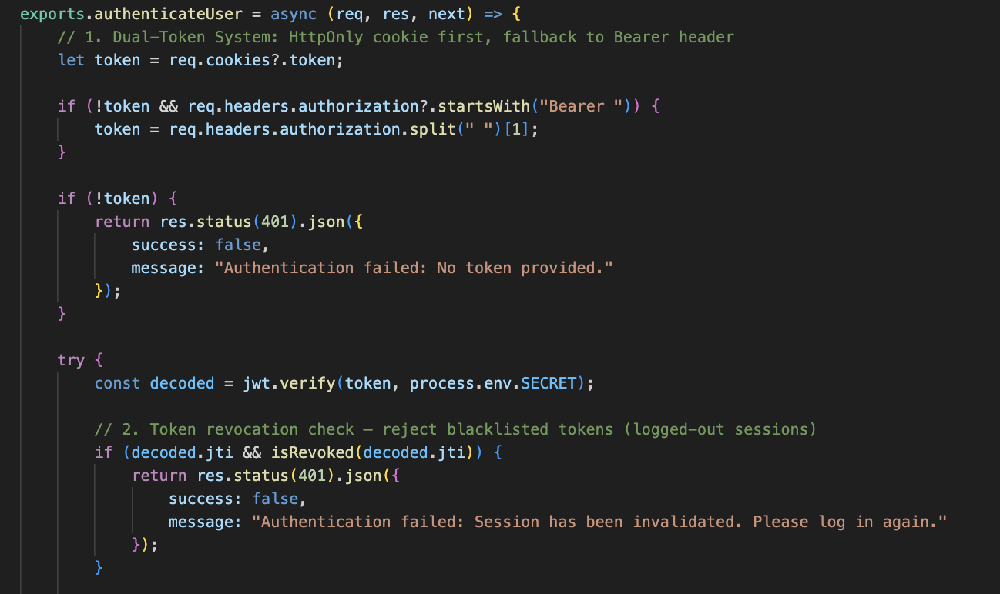 exports.authenticateUser = async (req, res, next) => {
// 1. Dual-Token System: HttpOnly cookie first, fallback to Bearer header
let token = req.cookies?.token;
if (!token && req.headers.authorization?.startsWith("Bearer ")) {
token = req.headers.authorization.split(" ")[1];
}
if (!token) {
return res.status(401).json({
success: false,
message: "Authentication failed: No token provided."
});
}
try {
const decoded = jwt.verify(token, process.env.SECRET);
// 2. Token revocation check — reject blacklisted tokens (logged-out sessions)
if (decoded.jti && isRevoked(decoded.jti)) {
return res.status(401).json({
success: false,
message: "Authentication failed: Session has been invalidated. Please log in again."
});
}